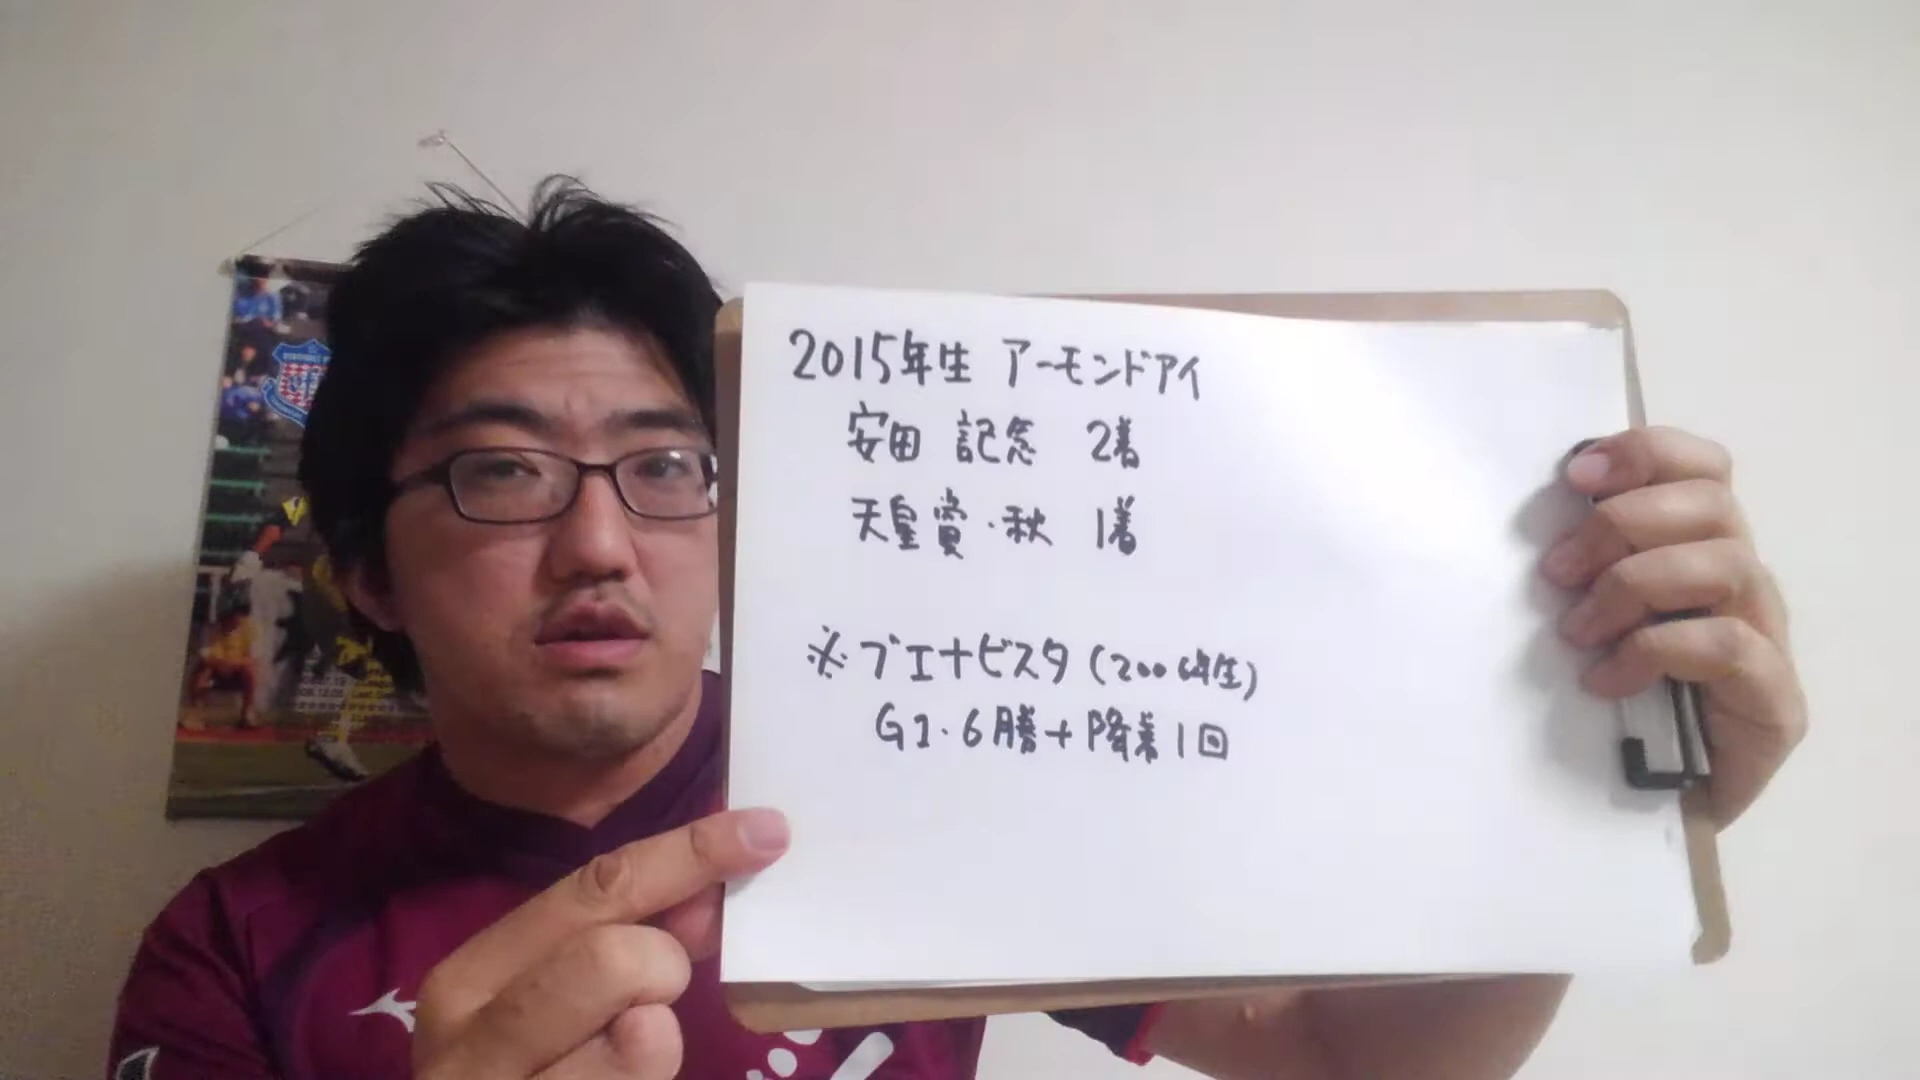 2015年生 アーモンドアイ
安田 記念 2着
天皇賞・秋 1着
※ブエナビスタ(2006年生)
GI・6勝+降着1回